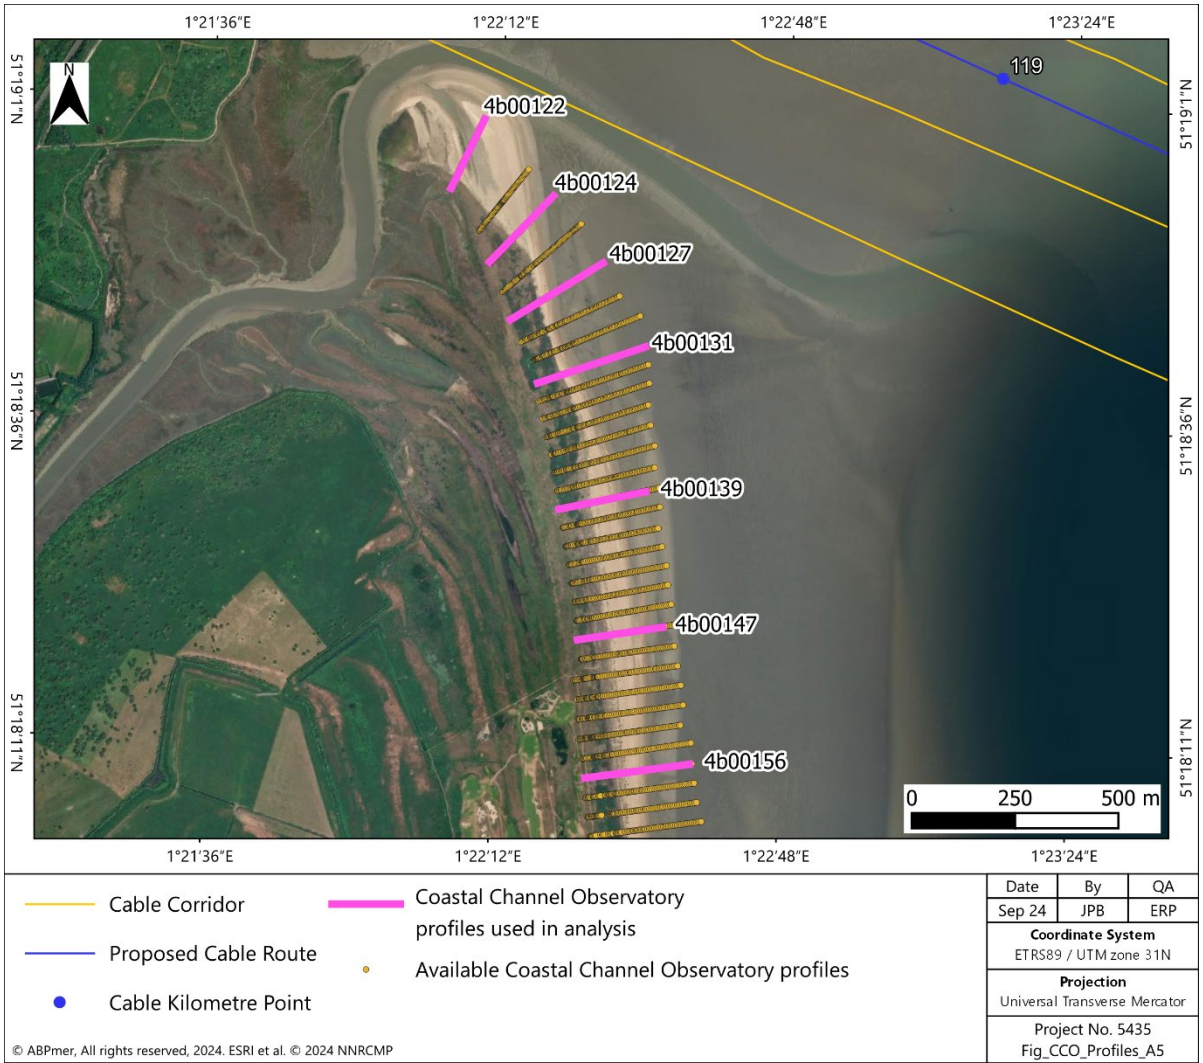 1°21'36"E
1°22'12"E
1°22'48"E
1°23'24"E
51°19'1"N
51°19'1"N
N
119
4b00122
4b00124
4b00127
4b00131
51°18'36"N
51°18'36"N
4b00139
4b00147
51°18'11"N
51°18'11"N
4b00156
0 250 500 m
1°21'36"E
1°22'12"E
1°22'48"E
1°23'24"E
Cable Corridor
Proposed Cable Route
Cable Kilometre Point
Coastal Channel Observatory
profiles used in analysis
Available Coastal Channel Observatory profiles
Date By QA
Sep 24 JPB ERP
Coordinate System
ETRS89 / UTM zone 31N
Projection
Universal Transverse Mercator
Project No. 5435
Fig_CCO_Profiles_A5
© ABPmer, All rights reserved, 2024. ESRI et al. © 2024 NNRCMP